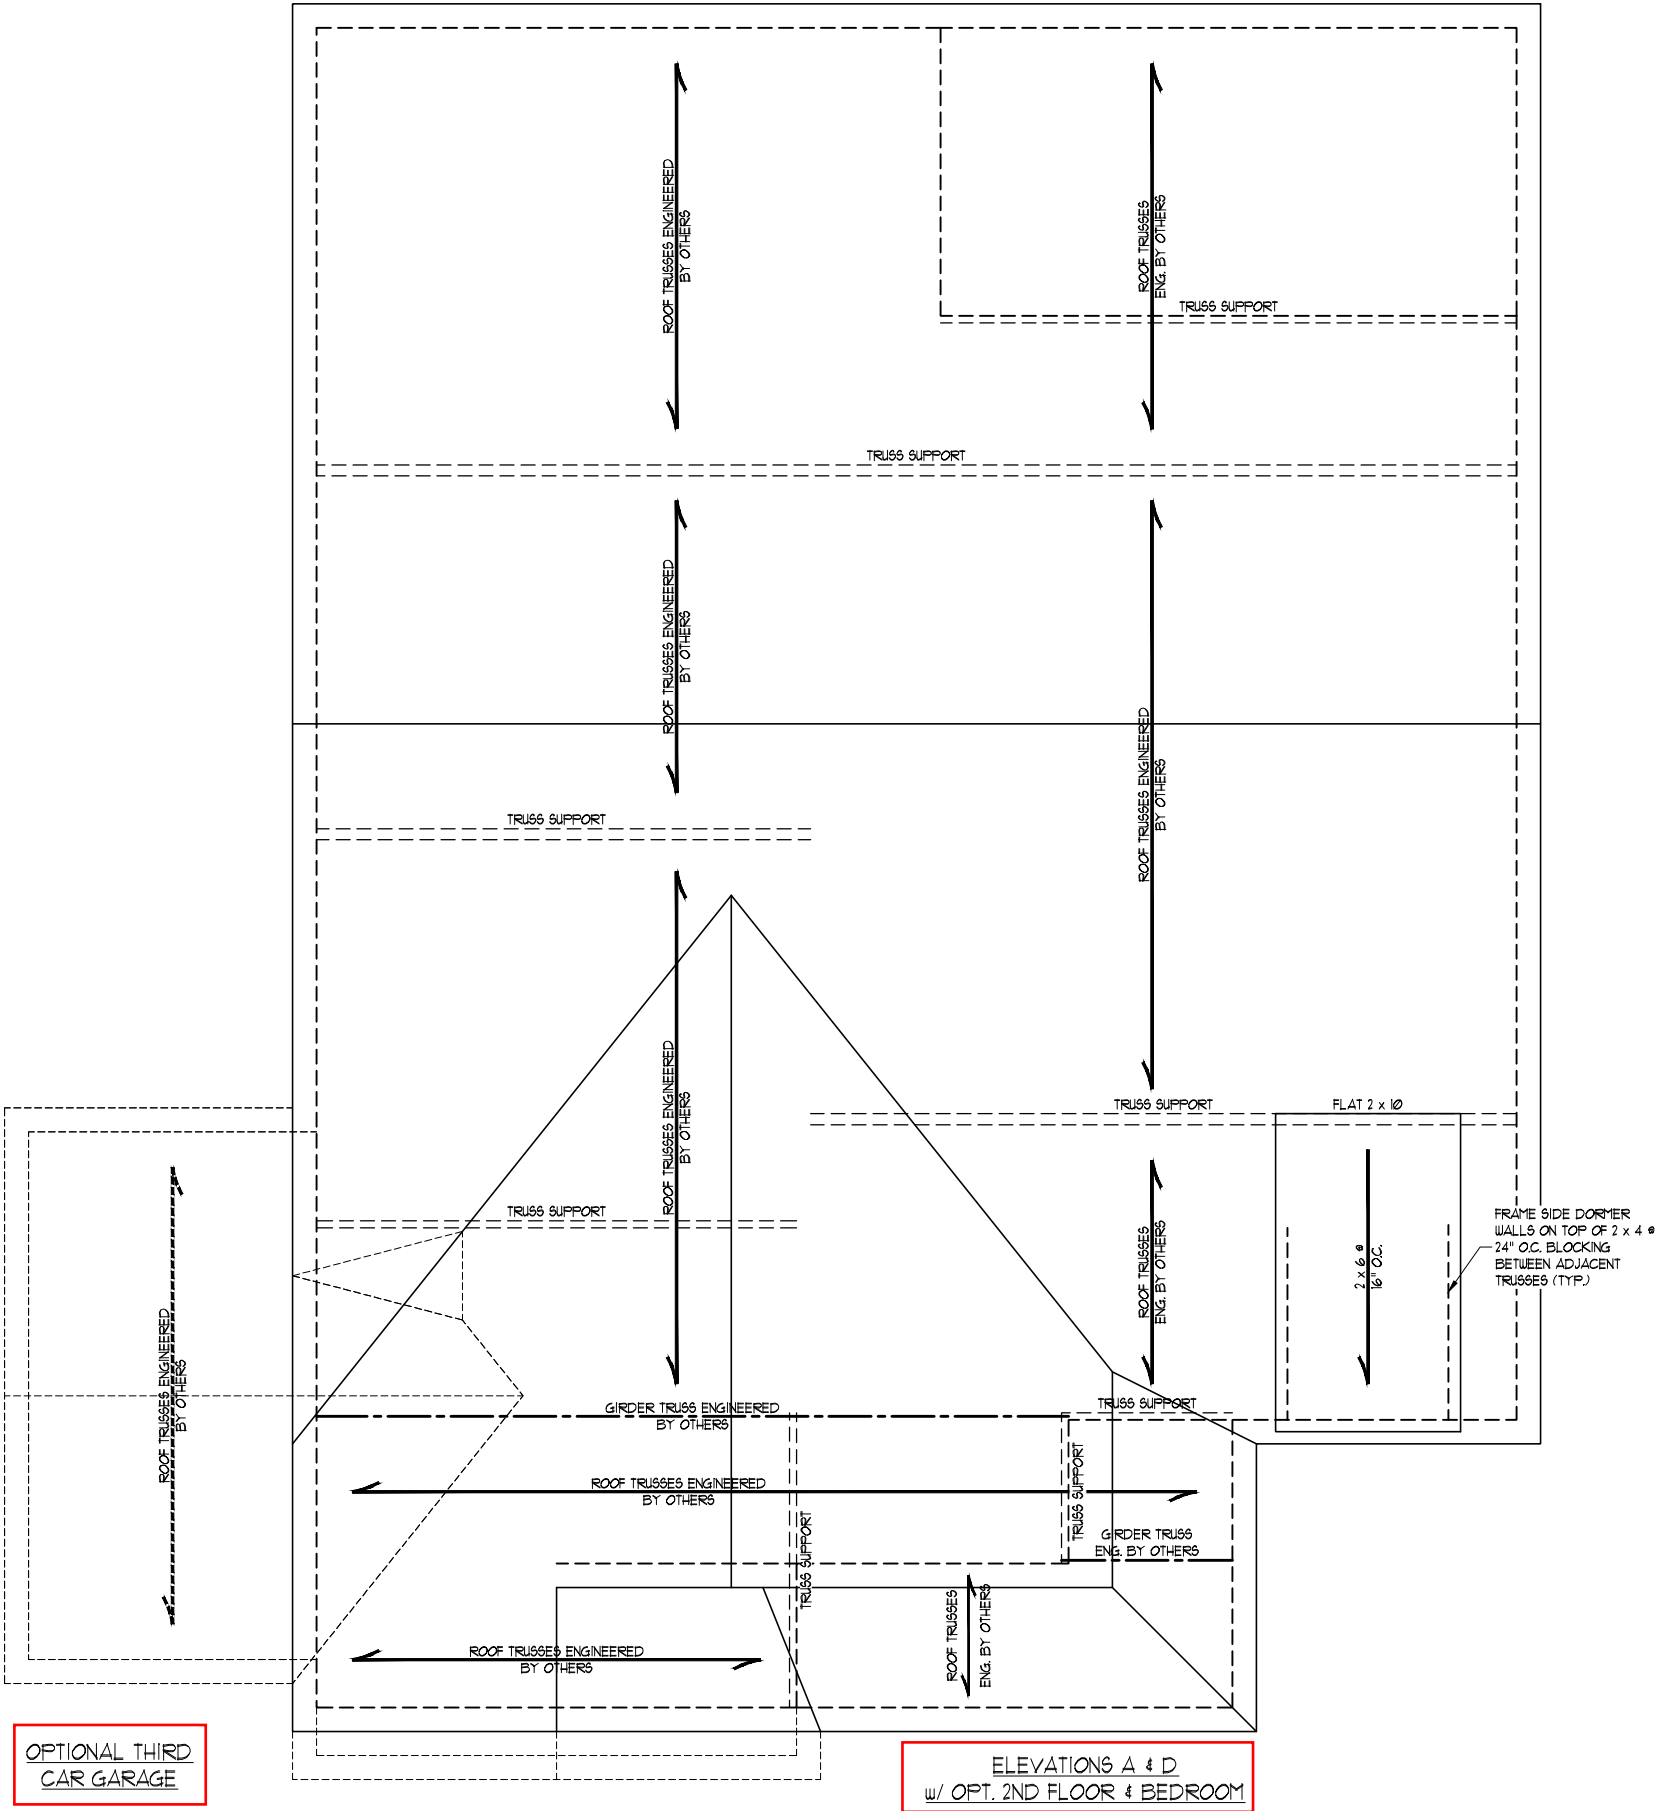 ROOF TRUSSES ENGINEERED
BY OTHERS
ROOF TRUSSES
ENG. BY OTHERS
TRUSS SUPPORT
TRUSS SUPPORT
ROOF TRUSSES ENGINEERED
BY OTHERS
ROOF TRUSSES ENGINEERED
BY OTHERS
TRUSS SUPPORT
ROOF TRUSSES ENGINEERED
BY OTHERS
TRUSS SUPPORT
FLAT 2 x 10
TRUSS SUPPORT
ROOF TRUSSES
ENG. BY OTHERS
2 x 6 @
16" O.C.
FRAME SIDE DORMER
WALLS ON TOP OF 2 x 4 @
24" O.C. BLOCKING
BETWEEN ADJACENT
TRUSSES (TYP.)
ROOF TRUSSES ENGINEERED
BY OTHERS
GIRDER TRUSS ENGINEERED
BY OTHERS
TRUSS SUPPORT
TRUSS SUPPORT
ROOF TRUSSES ENGINEERED
BY OTHERS
GIRDER TRUSS
ENG. BY OTHERS
TRUSS SUPPORT
ROOF TRUSSES
ENG. BY OTHERS
ROOF TRUSSES ENGINEERED
BY OTHERS
OPTIONAL THIRD
CAR GARAGE
ELEVATIONS A & D
w/ OPT. 2ND FLOOR & BEDROOM